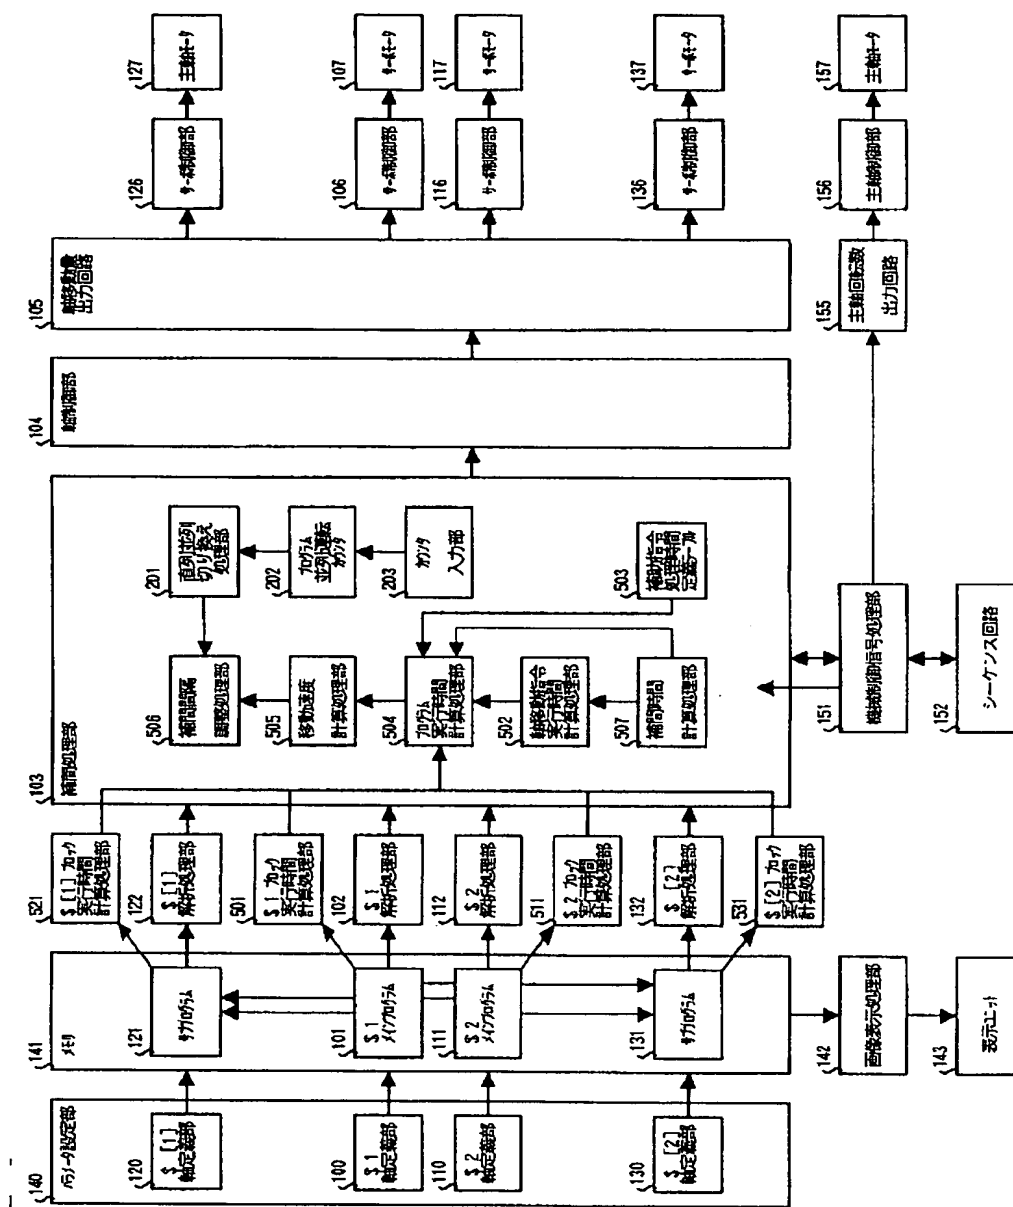 140
パラメータ設定部
120
$ [1]
軸定義部
100
$ 1
軸定義部
110
$ 2
軸定義部
130
$ [2]
軸定義部
141
メモリ
121
サブプログラム
101
$ 1
メインプログラム
111
$ 2
メインプログラム
131
サブプログラム
521
$ [1] ブロック
実行時間
計算処理部
122
$ [1]
解析処理部
501
$ 1 ブロック
実行時間
計算処理部
102
$ 1
解析処理部
112
$ 2
解析処理部
511
$ 2 ブロック
実行時間
計算処理部
132
$ [2]
解析処理部
531
$ [2] ブロック
実行時間
計算処理部
103
補間処理部
506
補間間隔
調整処理部
505
移動速度
計算処理部
504
プログラム
実行時間
計算処理部
502
軸移動指令
実行時間
計算処理部
507
補間時間
計算処理部
201
直列並列
切り換え
処理部
202
プログラム
並列運転
カウンタ
203
カウンタ
入力部
503
補助指令
処理時間
定義テーブル
104
軸制御部
105
軸移動量
出力回路
126
サーボ制御部
127
主軸モータ
106
サーボ制御部
107
サーボモータ
116
サーボ制御部
117
サーボモータ
136
サーボ制御部
137
サーボモータ
142
画像表示処理部
143
表示ユニット
151
機械制御信号処理部
152
シーケンス回路
155
主軸回転数
出力回路
156
主軸制御部
157
主軸モータ